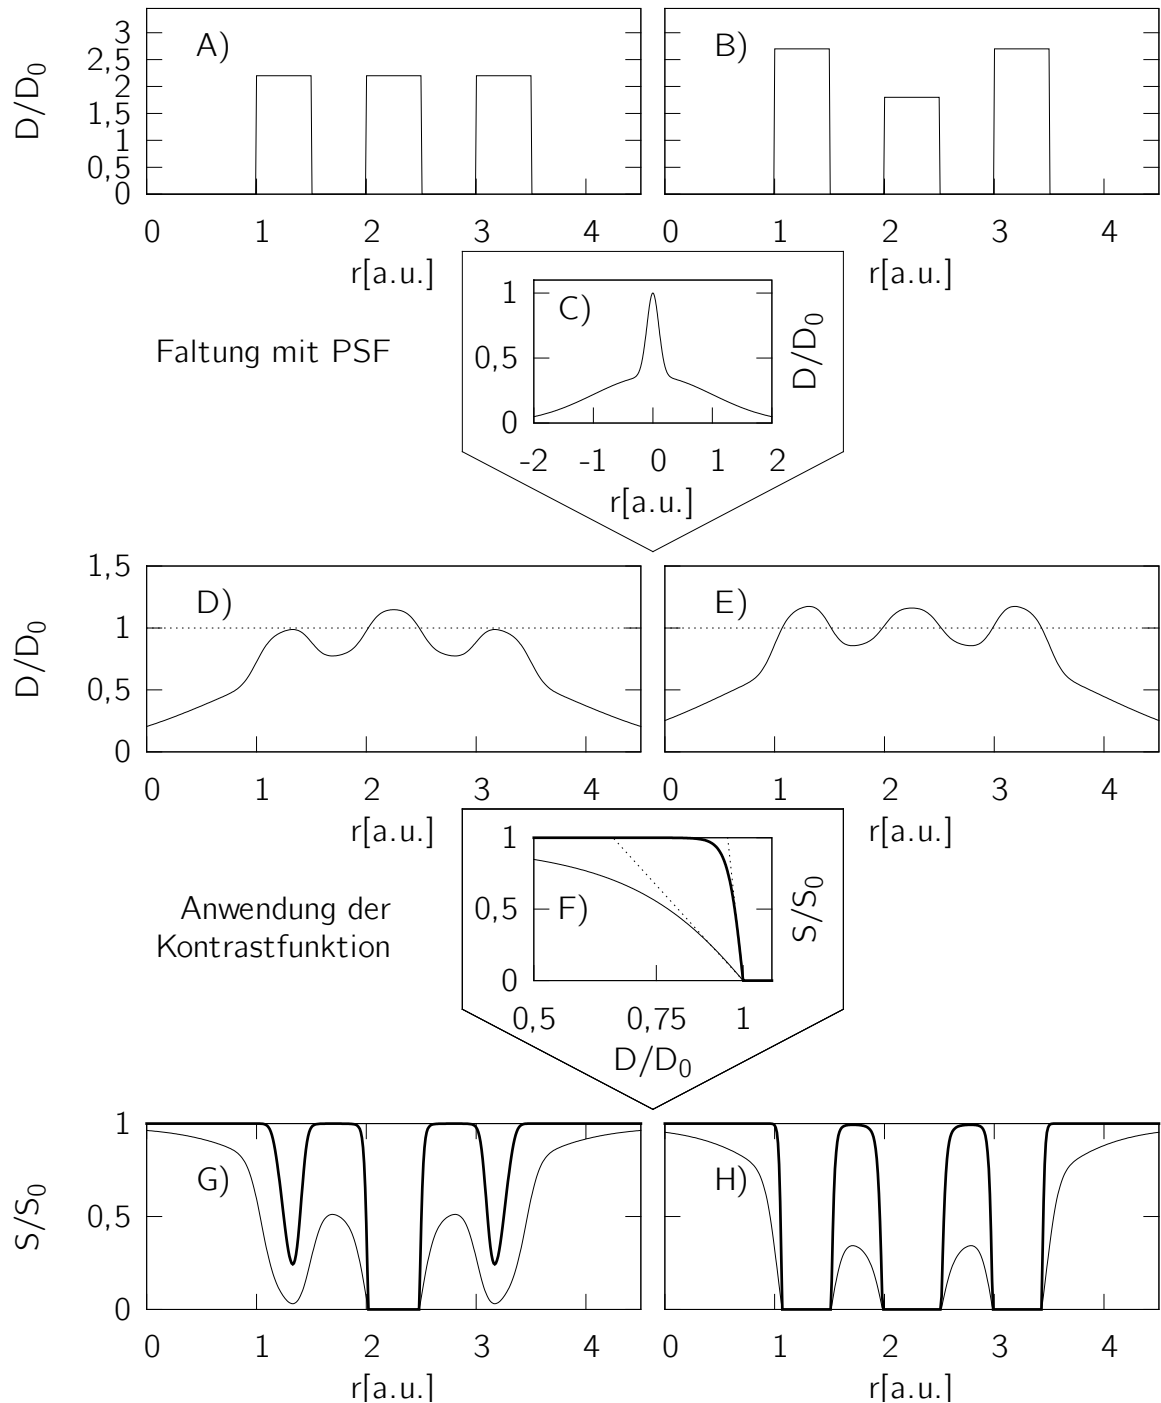 A) B)
D/D0
3
2,5
2
1,5
1
0,5
0
0 1 2 3 4
0 1 2 3 4
r[a.u.] r[a.u.]
Faltung mit PSF
C)
1
0,5
0
D/D0
-2 -1 0 1 2
r[a.u.]
D) E)
D/D0
1,5
1
0,5
0
0 1 2 3 4
0 1 2 3 4
r[a.u.] r[a.u.]
Anwendung der
Kontrastfunktion
F)
1
0,5
0
S/S0
0,5 0,75 1
D/D0
G) H)
S/S0
1
0,5
0
0 1 2 3 4
0 1 2 3 4
r[a.u.] r[a.u.]